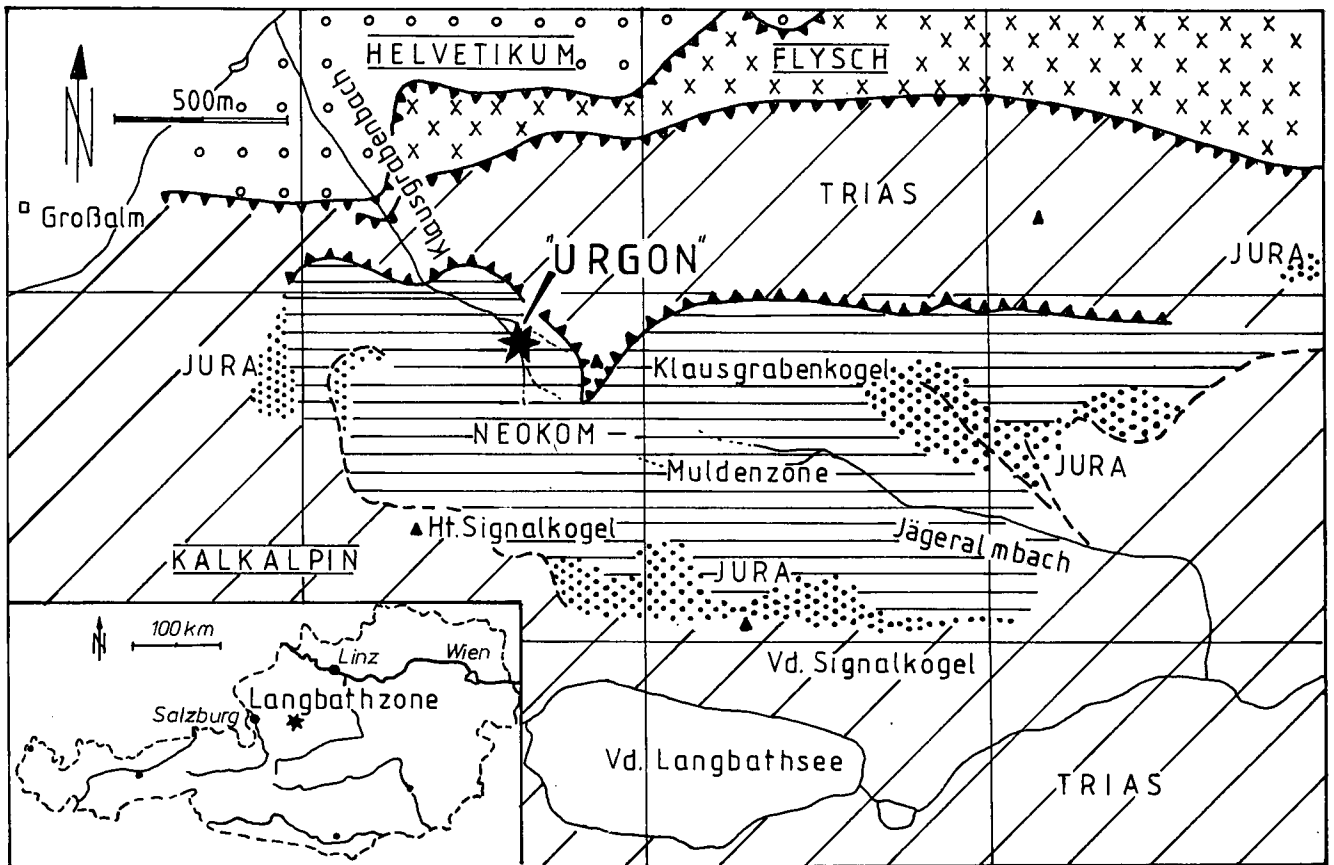 HELVETIKUM
FLYSCH
N
500m
Klausgrabenbach
TRIAS
Großalm
"URGON"
JURA
JURA
Klausgrabenkogel
NEOKOM
Muldenzone
JURA
Ht. Signalkogel
Jägeralmbach
KALKALPIN
JURA
N
100 km
Linz
Wien
Langbathzone
Salzburg
Vd. Signalkogel
Vd. Langbathsee
TRIAS